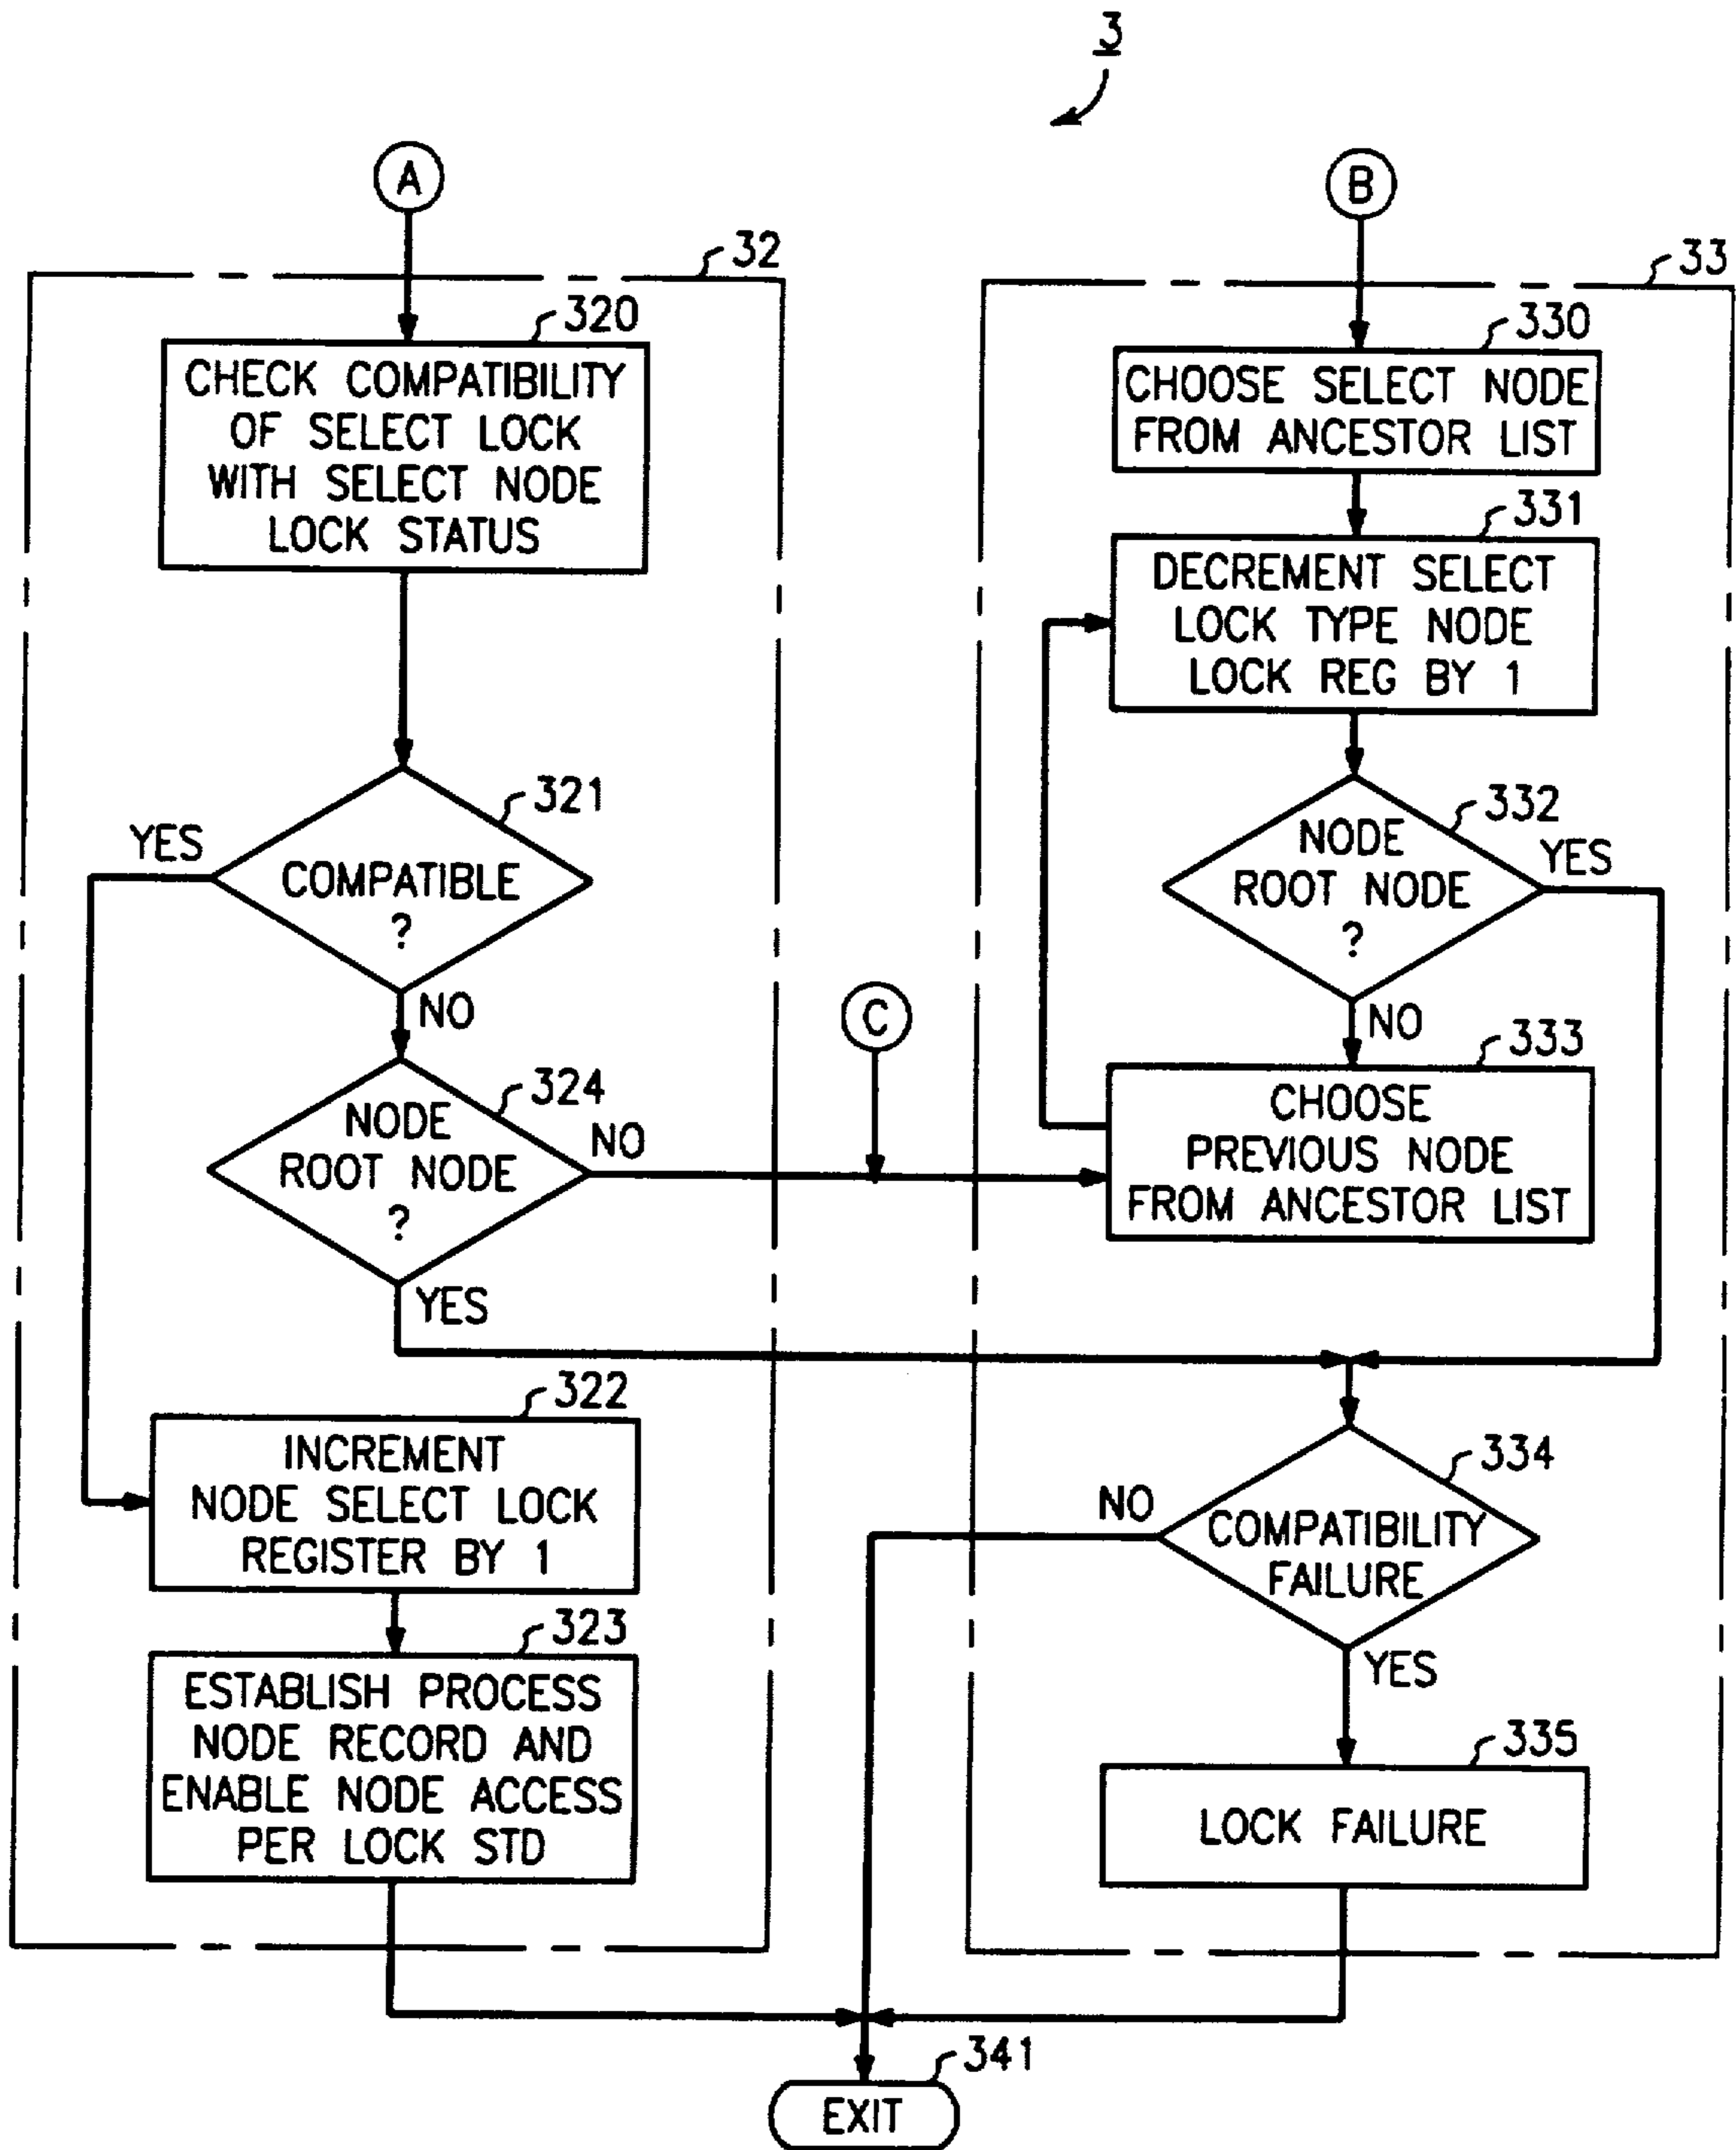 3
A
B
32
33
320
CHECK COMPATIBILITY
OF SELECT LOCK
WITH SELECT NODE
LOCK STATUS
330
CHOOSE SELECT NODE
FROM ANCESTOR LIST
331
DECREMENT SELECT
LOCK TYPE NODE
LOCK REG BY 1
321
YES
COMPATIBLE
?
NO
332
NODE
ROOT NODE
?
YES
NO
C
324
NODE
ROOT NODE
?
NO
YES
333
CHOOSE
PREVIOUS NODE
FROM ANCESTOR LIST
322
INCREMENT
NODE SELECT LOCK
REGISTER BY 1
334
NO
COMPATIBILITY
FAILURE
YES
323
ESTABLISH PROCESS
NODE RECORD AND
ENABLE NODE ACCESS
PER LOCK STD
335
LOCK FAILURE
341
EXIT